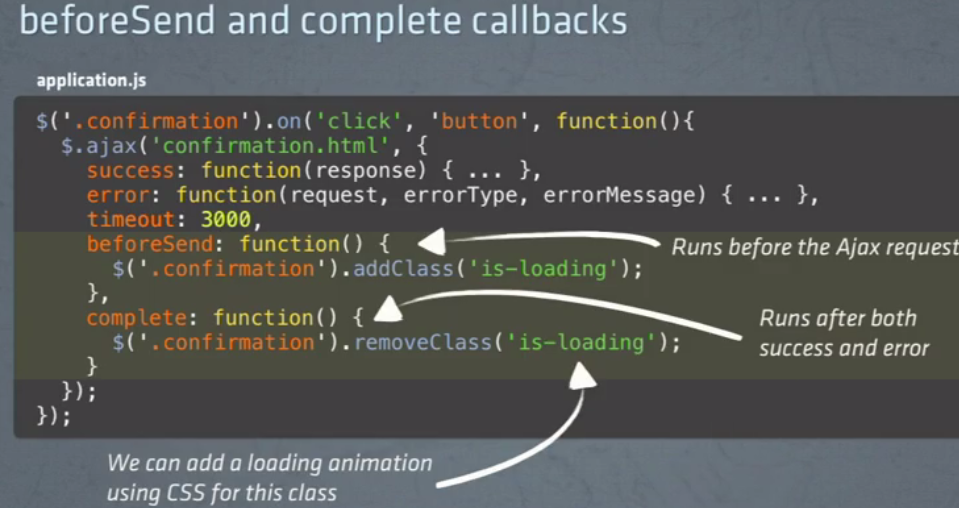 beforeSend and complete callbacks
application.js
$('.confirmation').on('click', 'button', function(){
$.ajax('confirmation.html', {
success: function(response) { ... },
error: function(request, errorType, errorMessage) { ... },
timeout: 3000,
beforeSend: function() {
Runs before the Ajax request
$('.confirmation').addClass('is-loading');
},
complete: function() {
Runs after both
success and error
$('.confirmation').removeClass('is-loading');
}
});
});
We can add a loading animation
using CSS for this class